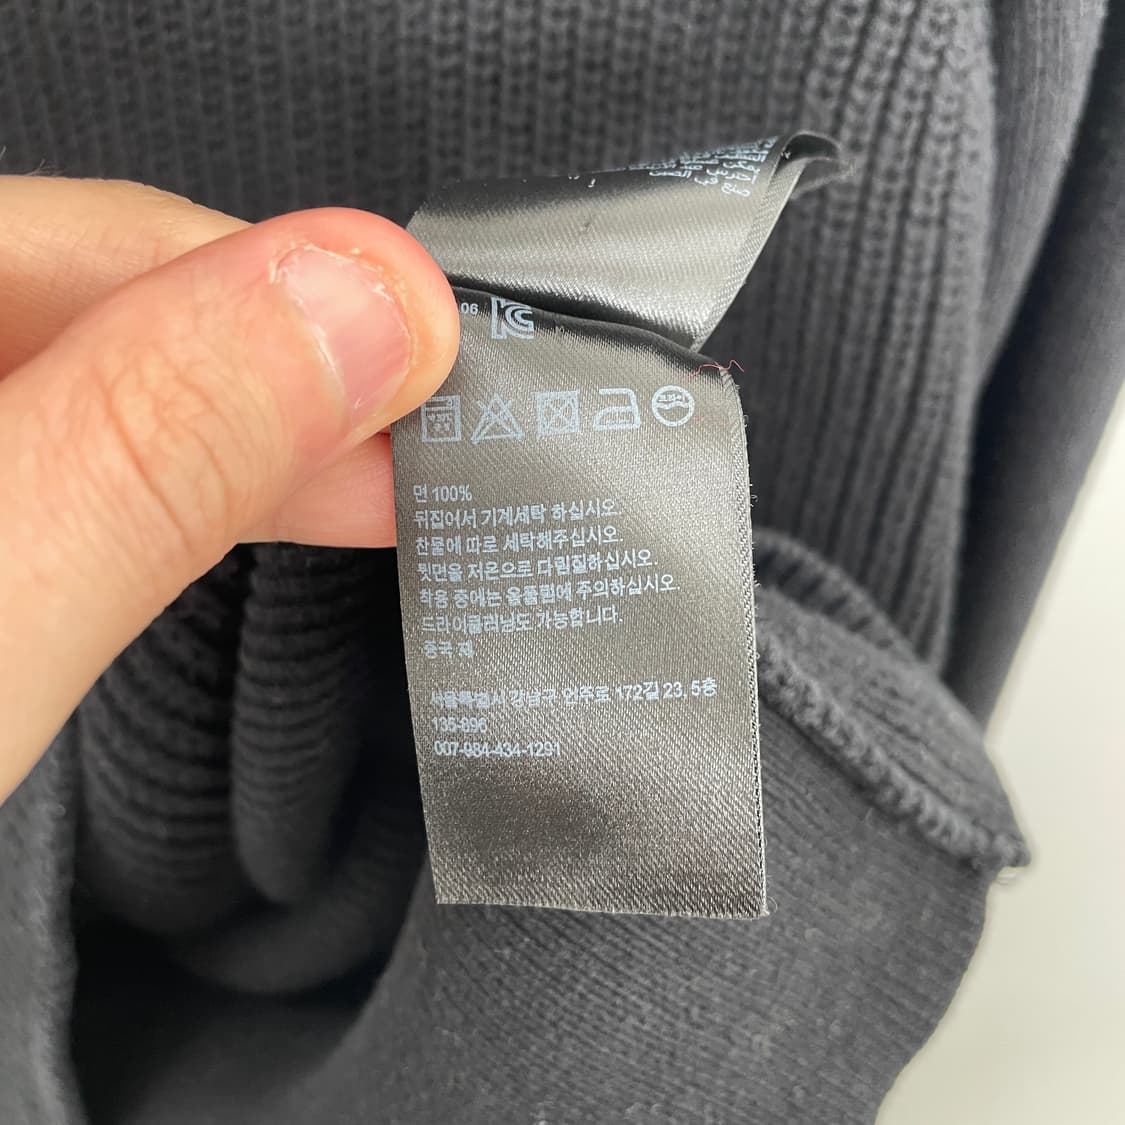 06
면 100%
뒤집어서 기계세탁 하십시오.
찬물에 따로 세탁해주십시오.
뒷면을 저온으로 다림질하십시오.
착용 중에는 올풀림에 주의하십시오.
드라이클리닝도 가능합니다.
중국 제
서울특별시 강남구 언주로 172길 23, 5층
135-896
007-984-434-1291